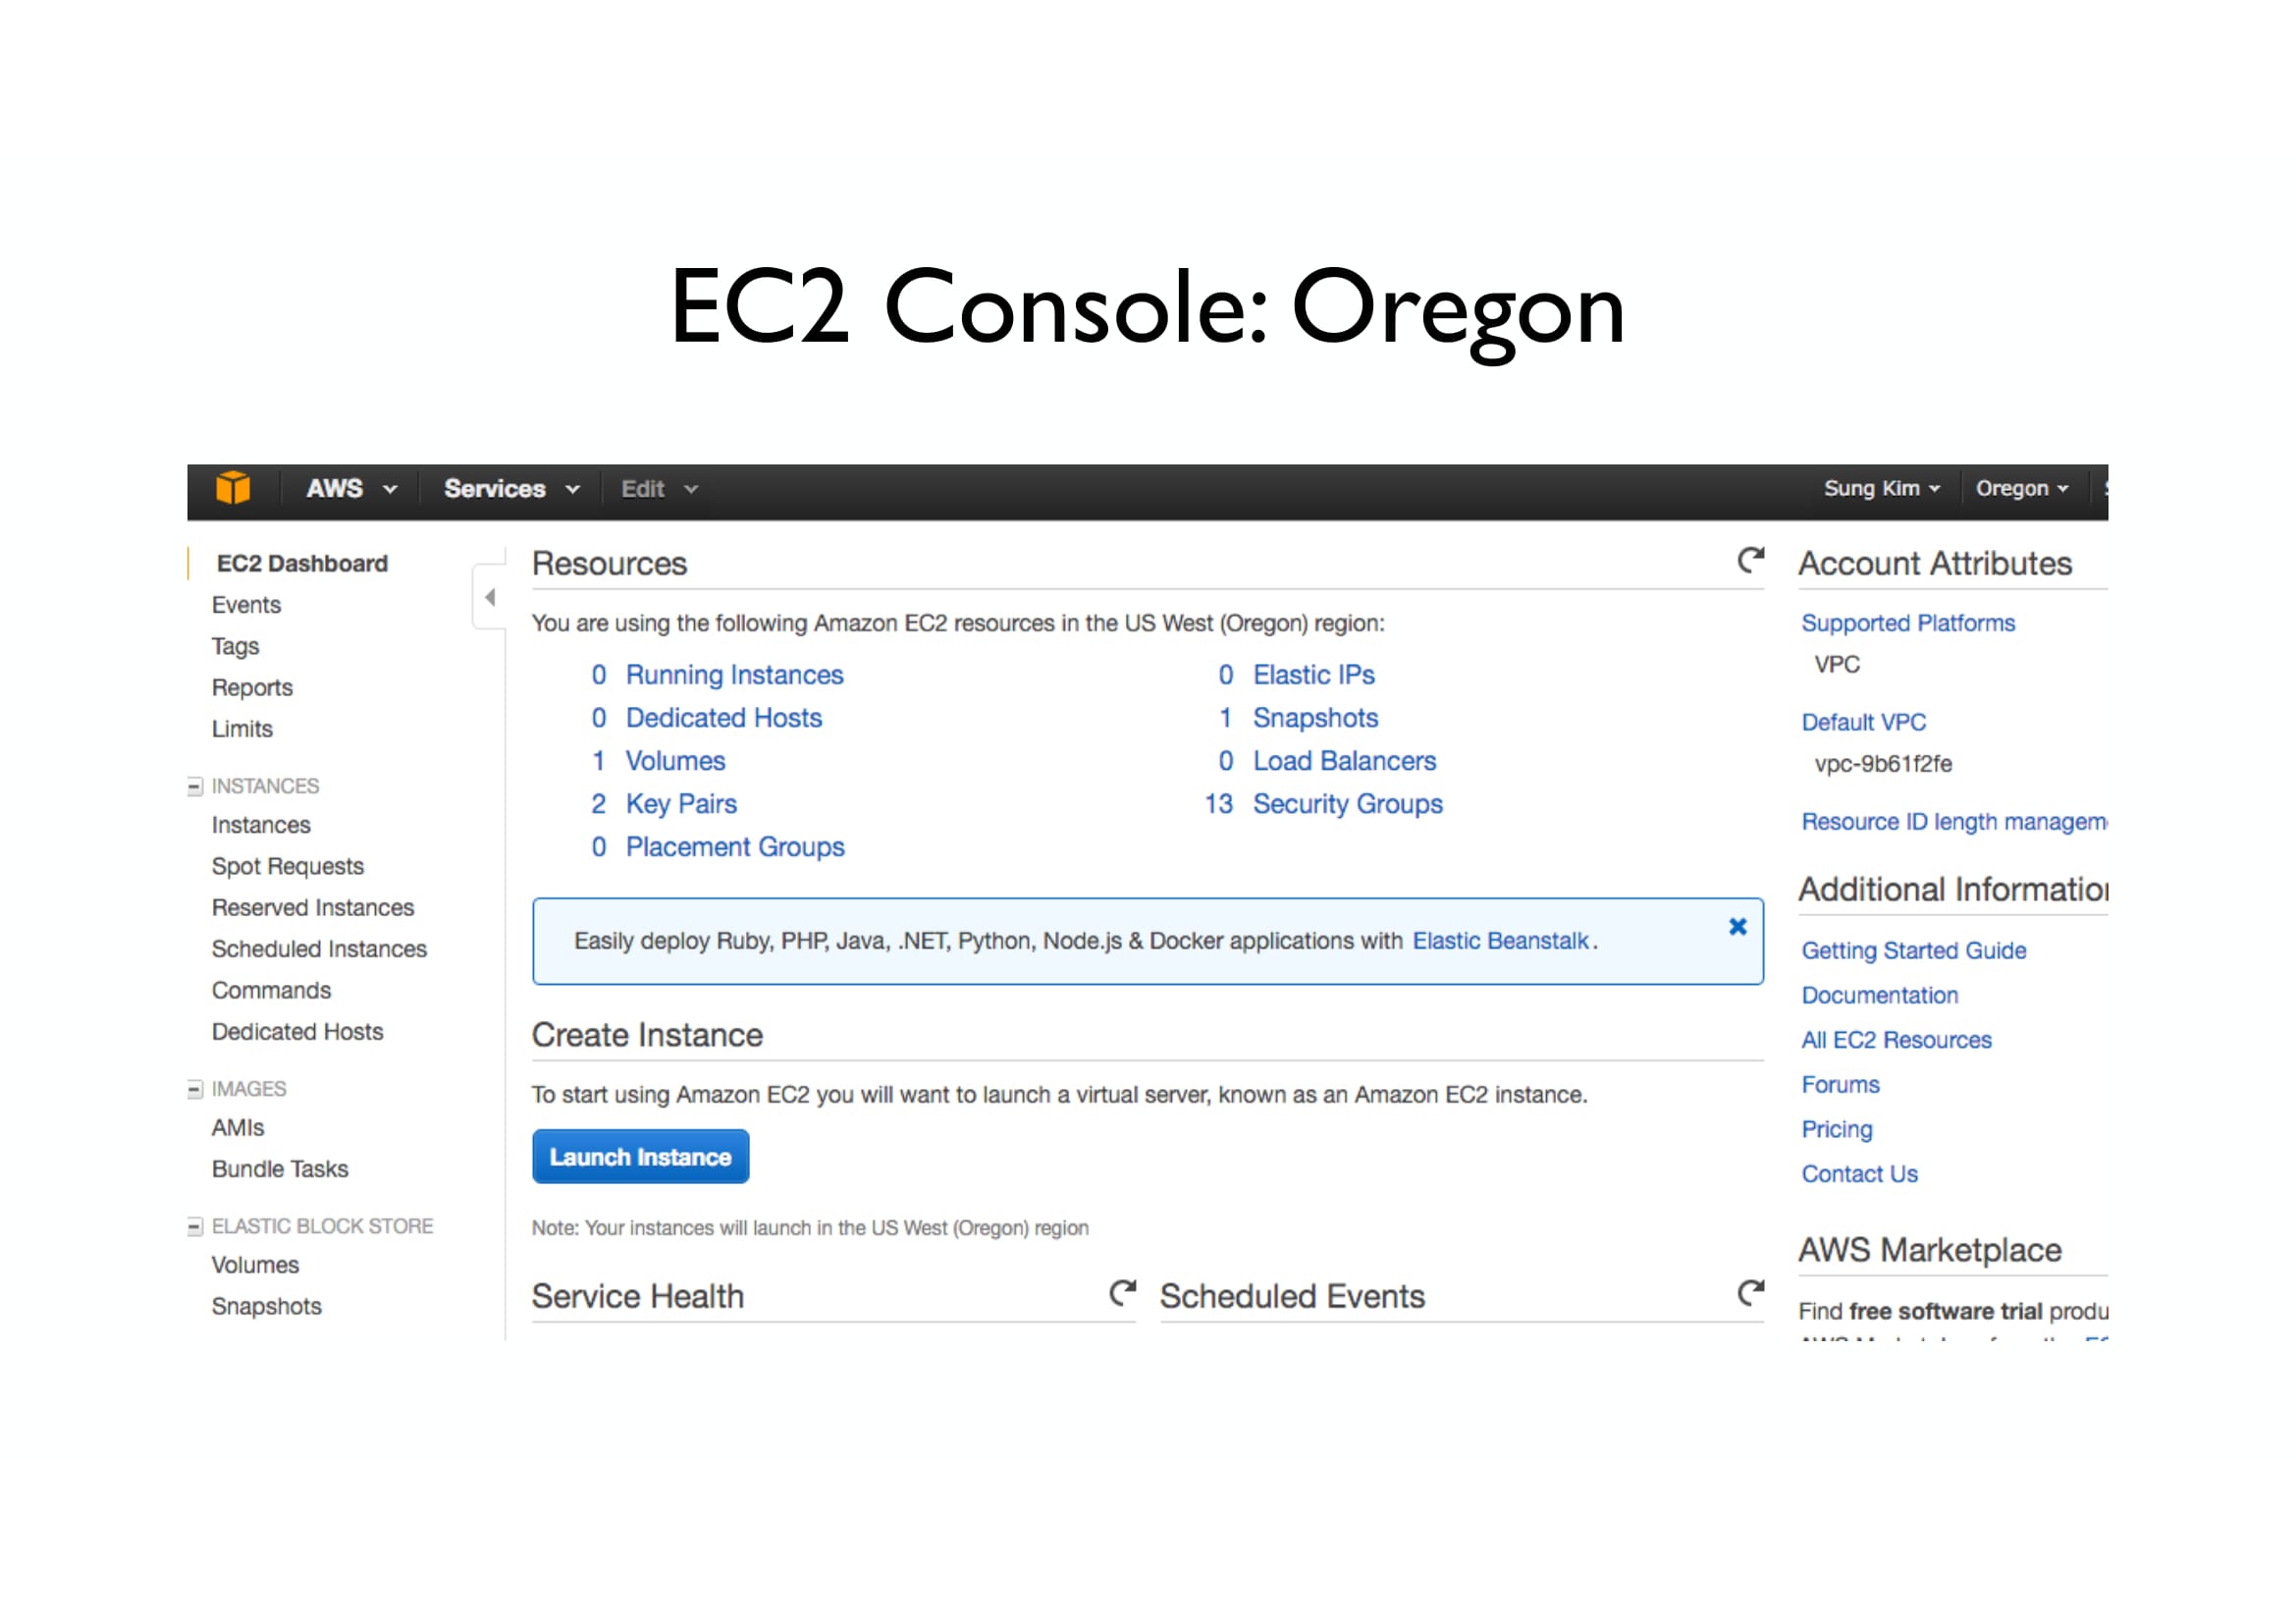 EC2 Console: Oregon
AWS Services Edit Sung Kim Oregon
EC2 Dashboard
Events
Tags
Reports
Limits
INSTANCES
Instances
Spot Requests
Reserved Instances
Scheduled Instances
Commands
Dedicated Hosts
IMAGES
AMIs
Bundle Tasks
ELASTIC BLOCK STORE
Volumes
Snapshots
Resources
You are using the following Amazon EC2 resources in the US West (Oregon) region:
0 Running Instances
0 Dedicated Hosts
1 Volumes
2 Key Pairs
0 Placement Groups
0 Elastic IPs
1 Snapshots
0 Load Balancers
13 Security Groups
Easily deploy Ruby, PHP, Java, .NET, Python, Node.js & Docker applications with Elastic Beanstalk.
Create Instance
To start using Amazon EC2 you will want to launch a virtual server, known as an Amazon EC2 instance.
Launch Instance
Note: Your instances will launch in the US West (Oregon) region
Service Health
Scheduled Events
Account Attributes
Supported Platforms
VPC
Default VPC
vpc-9b61f2fe
Resource ID length managem
Additional Informatio
Getting Started Guide
Documentation
All EC2 Resources
Forums
Pricing
Contact Us
AWS Marketplace
Find free software trial produ